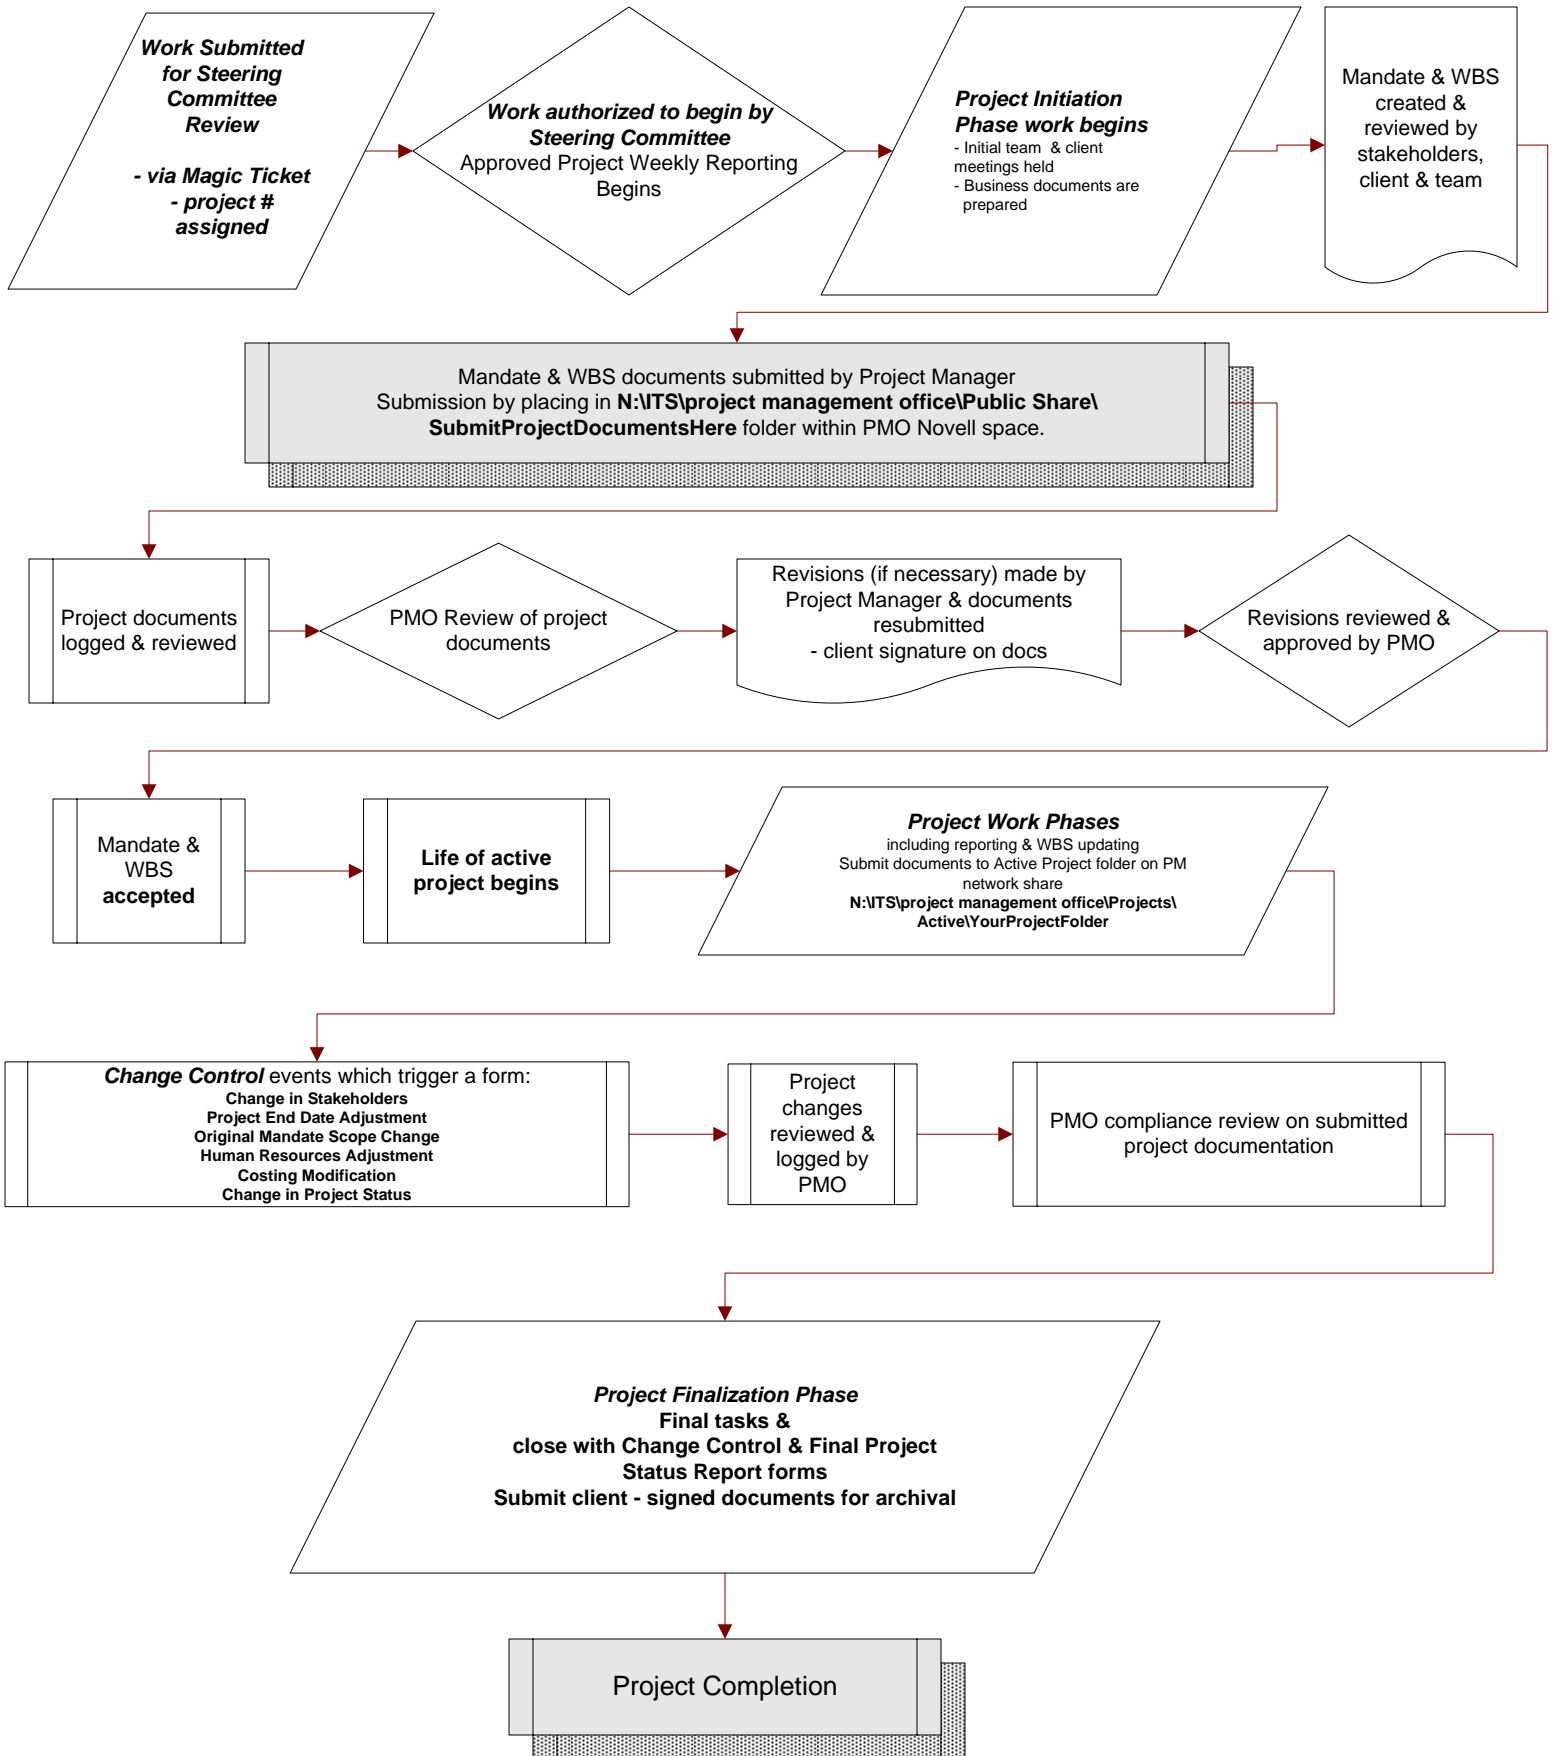 Work Submitted
for Steering
Committee
Review
- via Magic Ticket
- project #
assigned
Work authorized to begin by
Steering Committee
Approved Project Weekly Reporting
Begins
Project Initiation
Phase work begins
- Initial team & client
meetings held
- Business documents are
prepared
Mandate & WBS
created &
reviewed by
stakeholders,
client & team
Mandate & WBS documents submitted by Project Manager
Submission by placing in N:\ITS\project management office\Public Share\
SubmitProjectDocumentsHere folder within PMO Novell space.
Project documents
logged & reviewed
PMO Review of project
documents
Revisions (if necessary) made by
Project Manager & documents
resubmitted
- client signature on docs
Revisions reviewed &
approved by PMO
Mandate &
WBS
accepted
Life of active
project begins
Project Work Phases
including reporting & WBS updating
Submit documents to Active Project folder on PM
network share
N:\ITS\project management office\Projects\
Active\YourProjectFolder
Change Control events which trigger a form:
Change in Stakeholders
Project End Date Adjustment
Original Mandate Scope Change
Human Resources Adjustment
Costing Modification
Change in Project Status
Project
changes
reviewed &
logged by
PMO
PMO compliance review on submitted
project documentation
Project Finalization Phase
Final tasks &
close with Change Control & Final Project
Status Report forms
Submit client - signed documents for archival
Project Completion